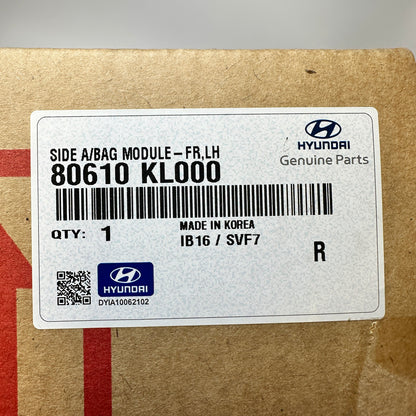 SIDE A/BAG MODULE-FR,LH
80610 KL000
HYUNDAI
Genuine Parts
QTY: 1
MADE IN KOREA
IB16 / SVF7
R
HYUNDAI
DYIA10062102